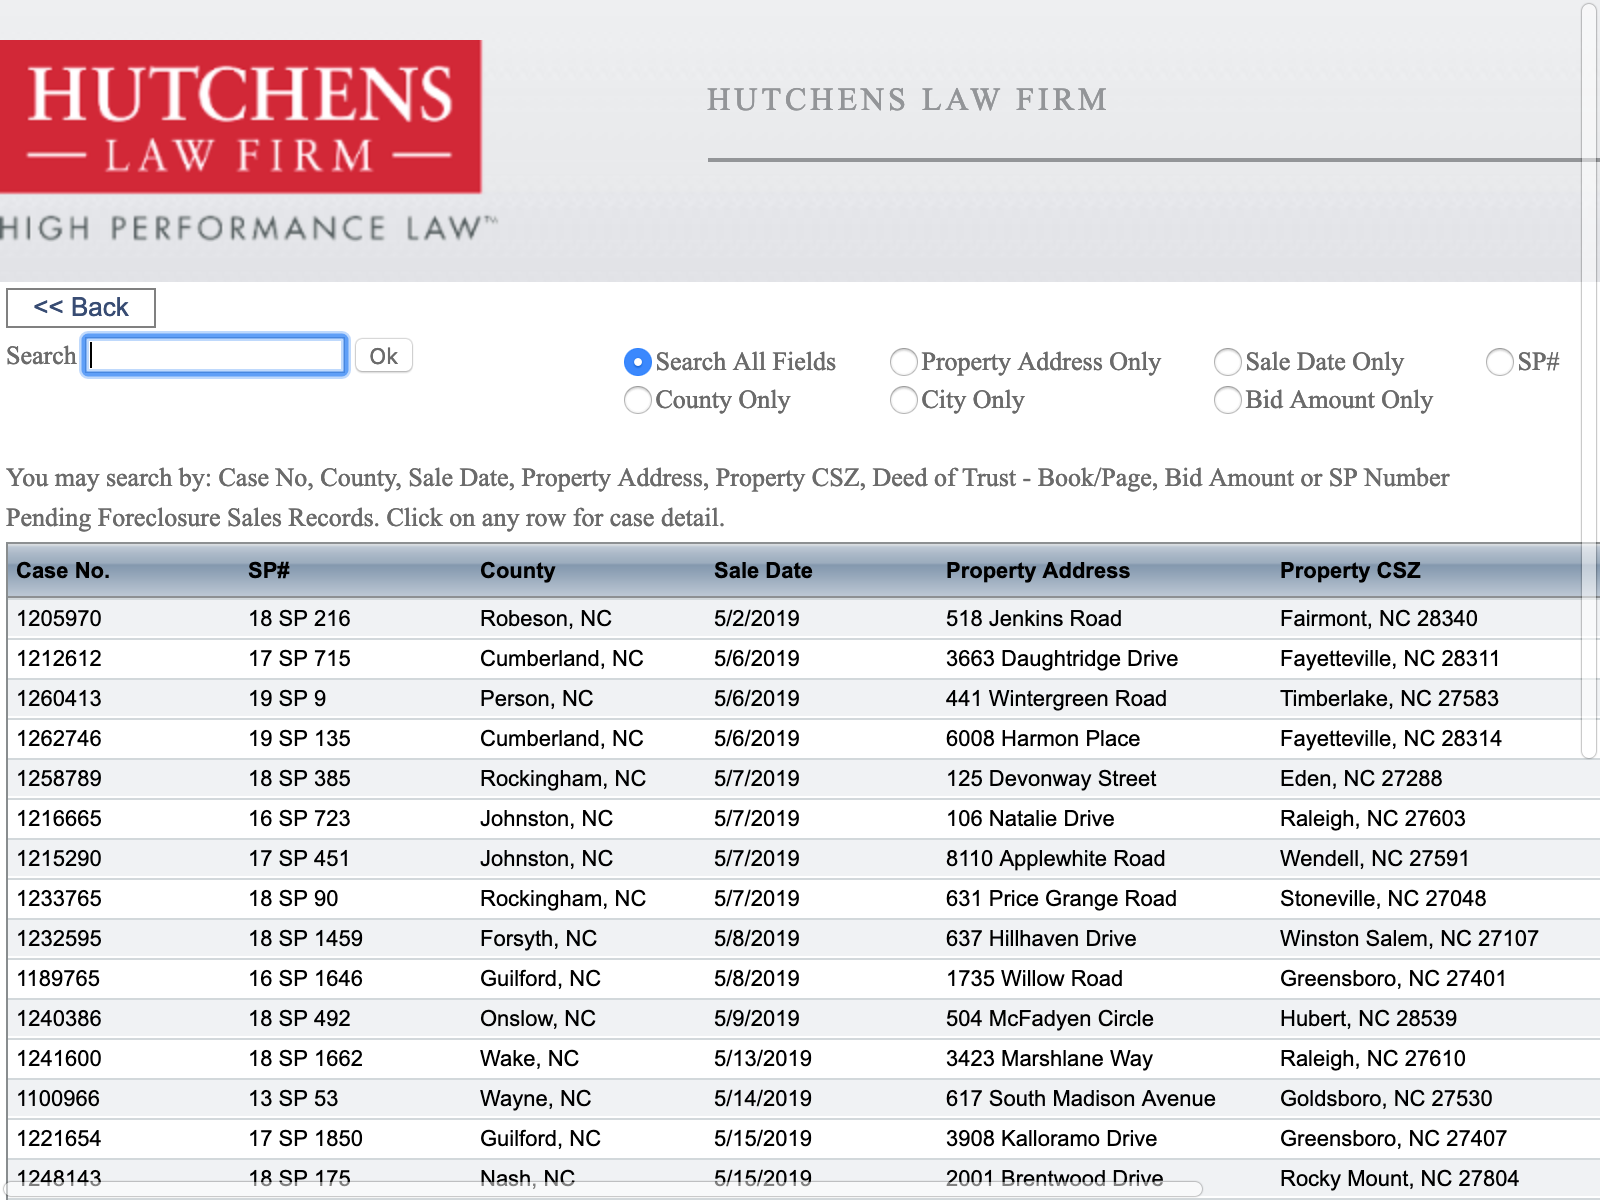 HUTCHENS
LAW FIRM
HIGH PERFORMANCE LAW™
HUTCHENS LAW FIRM
<< Back
Search Ok
Search All Fields Property Address Only Sale Date Only SP#
County Only City Only Bid Amount Only
You may search by: Case No, County, Sale Date, Property Address, Property CSZ, Deed of Trust - Book/Page, Bid Amount or SP Number
Pending Foreclosure Sales Records. Click on any row for case detail.
Case No. SP# County Sale Date Property Address Property CSZ
1205970 18 SP 216 Robeson, NC 5/2/2019 518 Jenkins Road Fairmont, NC 28340
1212612 17 SP 715 Cumberland, NC 5/6/2019 3663 Daughtridge Drive Fayetteville, NC 28311
1260413 19 SP 9 Person, NC 5/6/2019 441 Wintergreen Road Timberlake, NC 27583
1262746 19 SP 135 Cumberland, NC 5/6/2019 6008 Harmon Place Fayetteville, NC 28314
1258789 18 SP 385 Rockingham, NC 5/7/2019 125 Devonway Street Eden, NC 27288
1216665 16 SP 723 Johnston, NC 5/7/2019 106 Natalie Drive Raleigh, NC 27603
1215290 17 SP 451 Johnston, NC 5/7/2019 8110 Applewhite Road Wendell, NC 27591
1233765 18 SP 90 Rockingham, NC 5/7/2019 631 Price Grange Road Stoneville, NC 27048
1232595 18 SP 1459 Forsyth, NC 5/8/2019 637 Hillhaven Drive Winston Salem, NC 27107
1189765 16 SP 1646 Guilford, NC 5/8/2019 1735 Willow Road Greensboro, NC 27401
1240386 18 SP 492 Onslow, NC 5/9/2019 504 McFadyen Circle Hubert, NC 28539
1241600 18 SP 1662 Wake, NC 5/13/2019 3423 Marshlane Way Raleigh, NC 27610
1100966 13 SP 53 Wayne, NC 5/14/2019 617 South Madison Avenue Goldsboro, NC 27530
1221654 17 SP 1850 Guilford, NC 5/15/2019 3908 Kalloramo Drive Greensboro, NC 27407
1248143 18 SP 175 Nash, NC 5/15/2019 2001 Brentwood Drive Rocky Mount, NC 27804